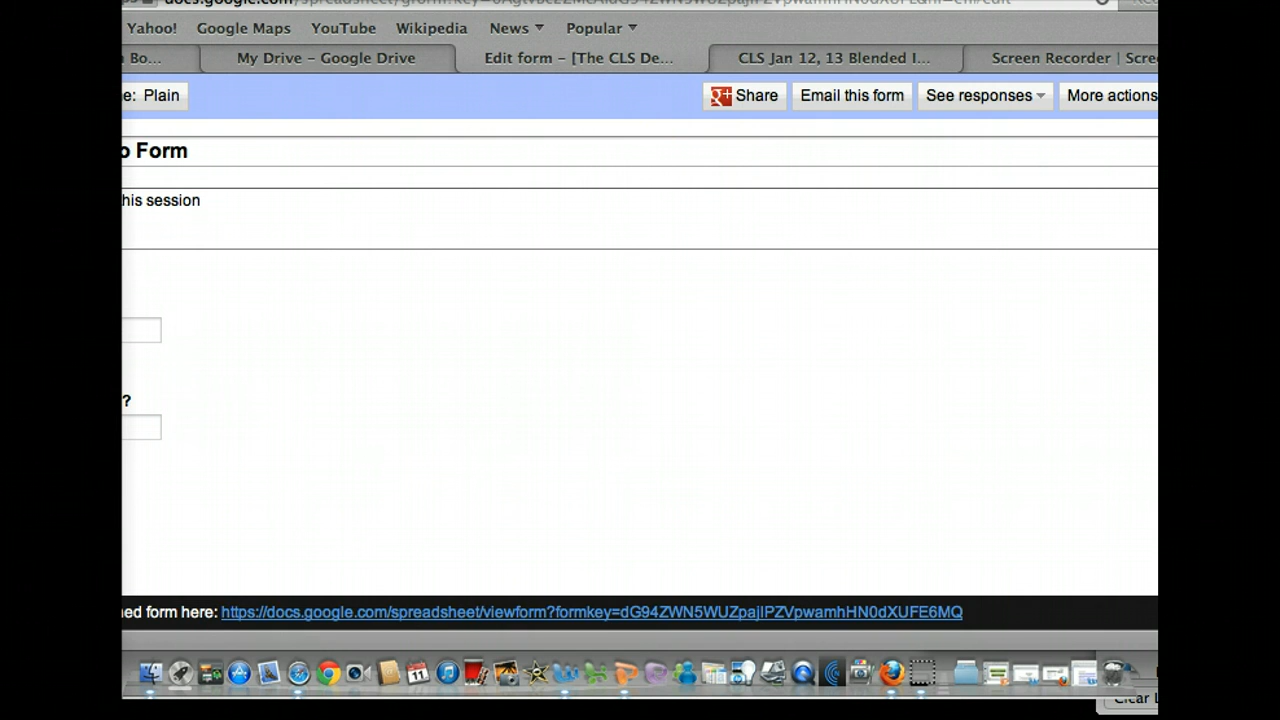 Yahoo! Google Maps YouTube Wikipedia News Popular
Bo... My Drive – Google Drive Edit form – [The CLS De... CLS Jan 12, 13 Blended I... Screen Recorder | Scre
e: Plain Share Email this form See responses More actions
o Form
his session
?
ed form here: https://docs.google.com/spreadsheet/viewform?formkey=dG94ZWN5WUZpajlPZVpwamhHN0dXUFE6MQ
11
Clear L